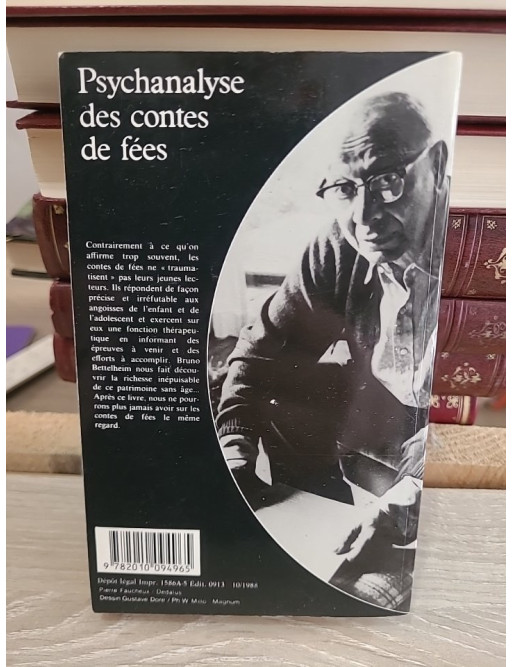 Psychanalyse
des contes
de fées
Contrairement à ce qu'on
affirme trop souvent, les
contes de fées ne « trauma-
tisent » pas leurs jeunes lec-
teurs. Ils répondent de façon
précise et irréfutable aux
angoisses de l'enfant et de
l'adolescent et exercent sur
eux une fonction thérapeu-
tique en informant des
épreuves à venir et des
efforts à accomplir. Bruno
Bettelheim nous fait décou-
vrir la richesse inépuisable
de ce patrimoine sans âge...
Après ce livre, nous ne pour-
rons plus jamais avoir sur les
contes de fées le même
regard.
9 782010 094965
Dépôt légal Impr. 1586A-5 Edit. 0913 10/1986
Pierre Faucheux / Dedalus
Dessin Gustave Doré / Ph W Miller Magnum